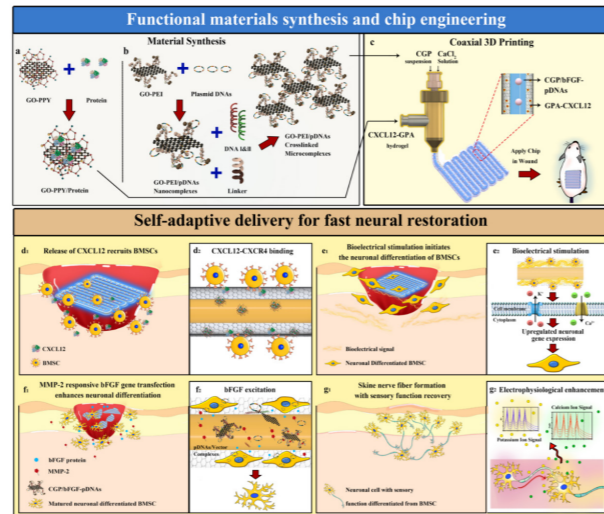 Functional materials synthesis and chip engineering
a
Material Synthesis
b
GO-PPY
Protein
GO-PPY/Protein
GO-PEI
Plasmid DNAs
GO-PEI/pDNAs
Nanocomplexes
DNA I&II
Linker
GO-PEI/pDNAs
Crosslinked
Microcomplexes
c
Coaxial 3D Printing
CGP
suspension
CaCl₂
Solution
CXCL12-GPA
hydrogel
CGP/bFGF-
pDNAs
GPA-CXCL12
Apply Chip
in Wound
Self-adaptive delivery for fast neural restoration
d₁
Release of CXCL12 recruits BMSCs
CXCL12
BMSC
d₂
CXCL12-CXCR4 binding
e₁
Bioelectrical stimulation initiates
the neuronal differentiation of BMSCs
Bioelectrical signal
Neuronal Differentiated BMSC
e₂
Bioelectrical stimulation
K⁺
Cell membrane
Cytoplasm
Ca²⁺
Upregulated neuronal
gene expression
f₁
MMP-2 responsive bFGF gene transfection
enhances neuronal differentiation
bFGF protein
MMP-2
CGP/bFGF-pDNAs
Matured neuronal differentiated BMSC
f₂
bFGF excitation
pDNA/Vector
Complexes
g₁
Skine nerve fiber formation
with sensory function recovery
Neuronal cell with sensory
function differentiated from BMSC
g₂
Electrophysiological enhancement
Calcium Ion Signal
Potassium Ion Signal